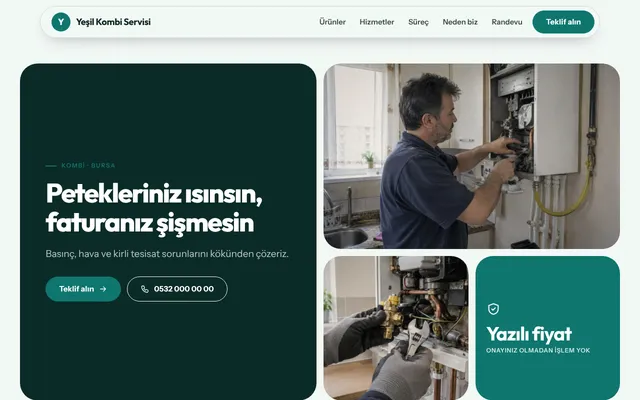 Y Yeşil Kombi Servisi
Ürünler Hizmetler Süreç Neden biz Randevu Teklif alın
KOMBİ · BURSA
Petekleriniz ısınsın,
faturanız şişmesin
Basınç, hava ve kirli tesisat sorunlarını kökünden çözeriz.
Teklif alın → 0532 000 00 00
Yazılı fiyat
ONAYINIZ OLMADAN İŞLEM YOK